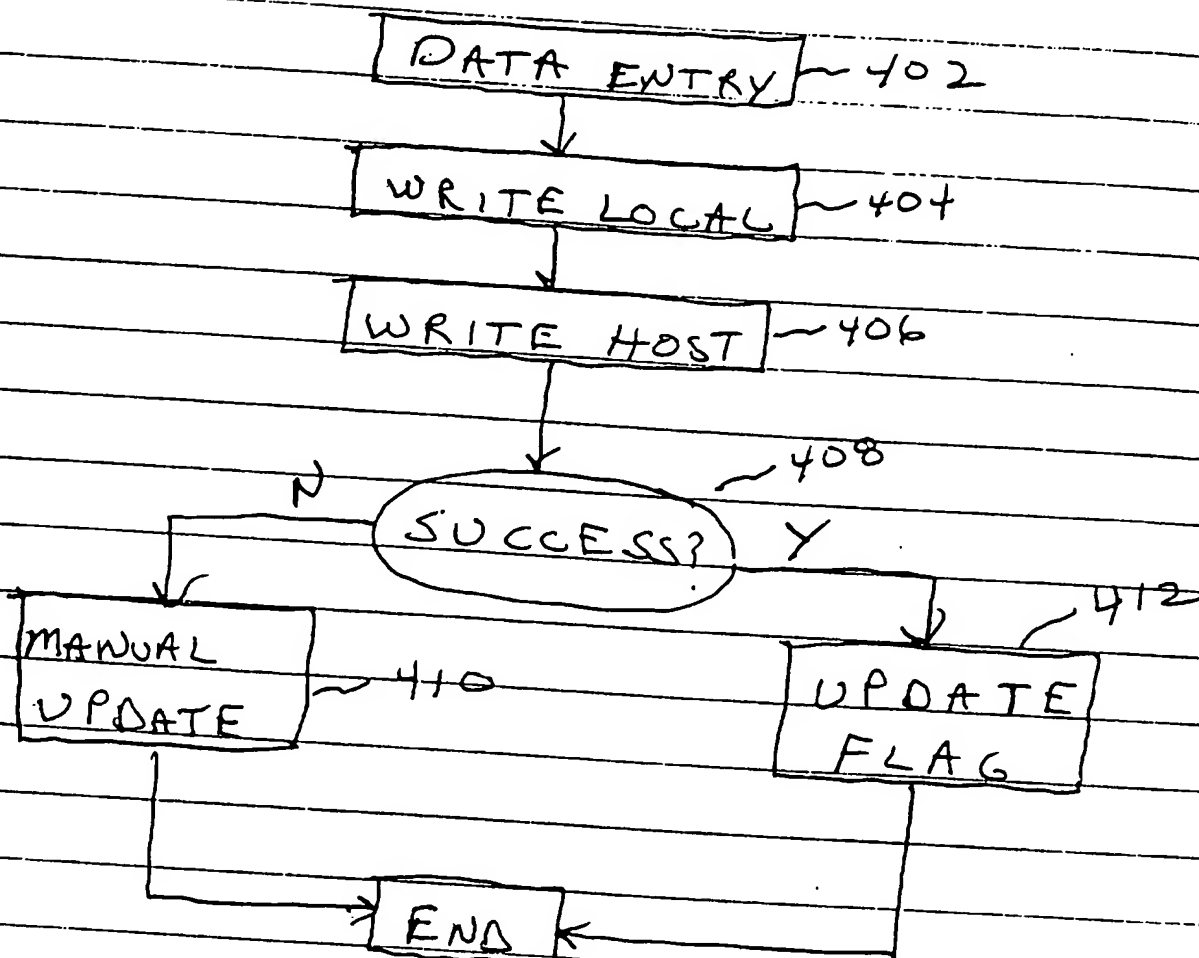 DATA ENTRY 402
WRITE LOCAL 404
WRITE HOST 406
408
N SUCCESS? Y
412
MANUAL
UPDATE
410
UPDATE
FLAG
END